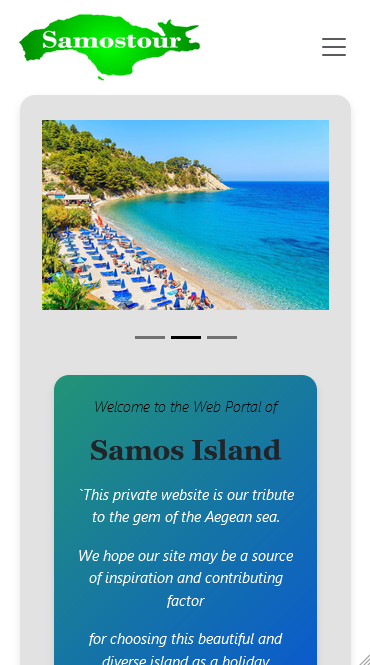 Samostour
Welcome to the Web Portal of
Samos Island
`This private website is our tribute
to the gem of the Aegean sea.
We hope our site may be a source
of inspiration and contributing
factor
for choosing this beautiful and
diverse island as a holiday